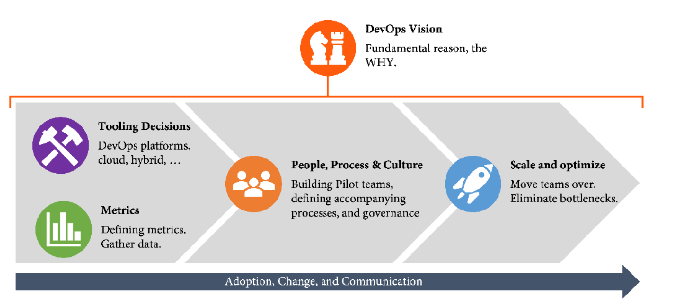 DevOps Vision
Fundamental reason, the
WHY.
Tooling Decisions
DevOps platforms.
cloud, hybrid, …
Metrics
Defining metrics.
Gather data.
People, Process & Culture
Building Pilot teams,
defining accompanying
processes, and governance
Scale and optimize
Move teams over.
Eliminate bottlenecks.
Adoption, Change, and Communication